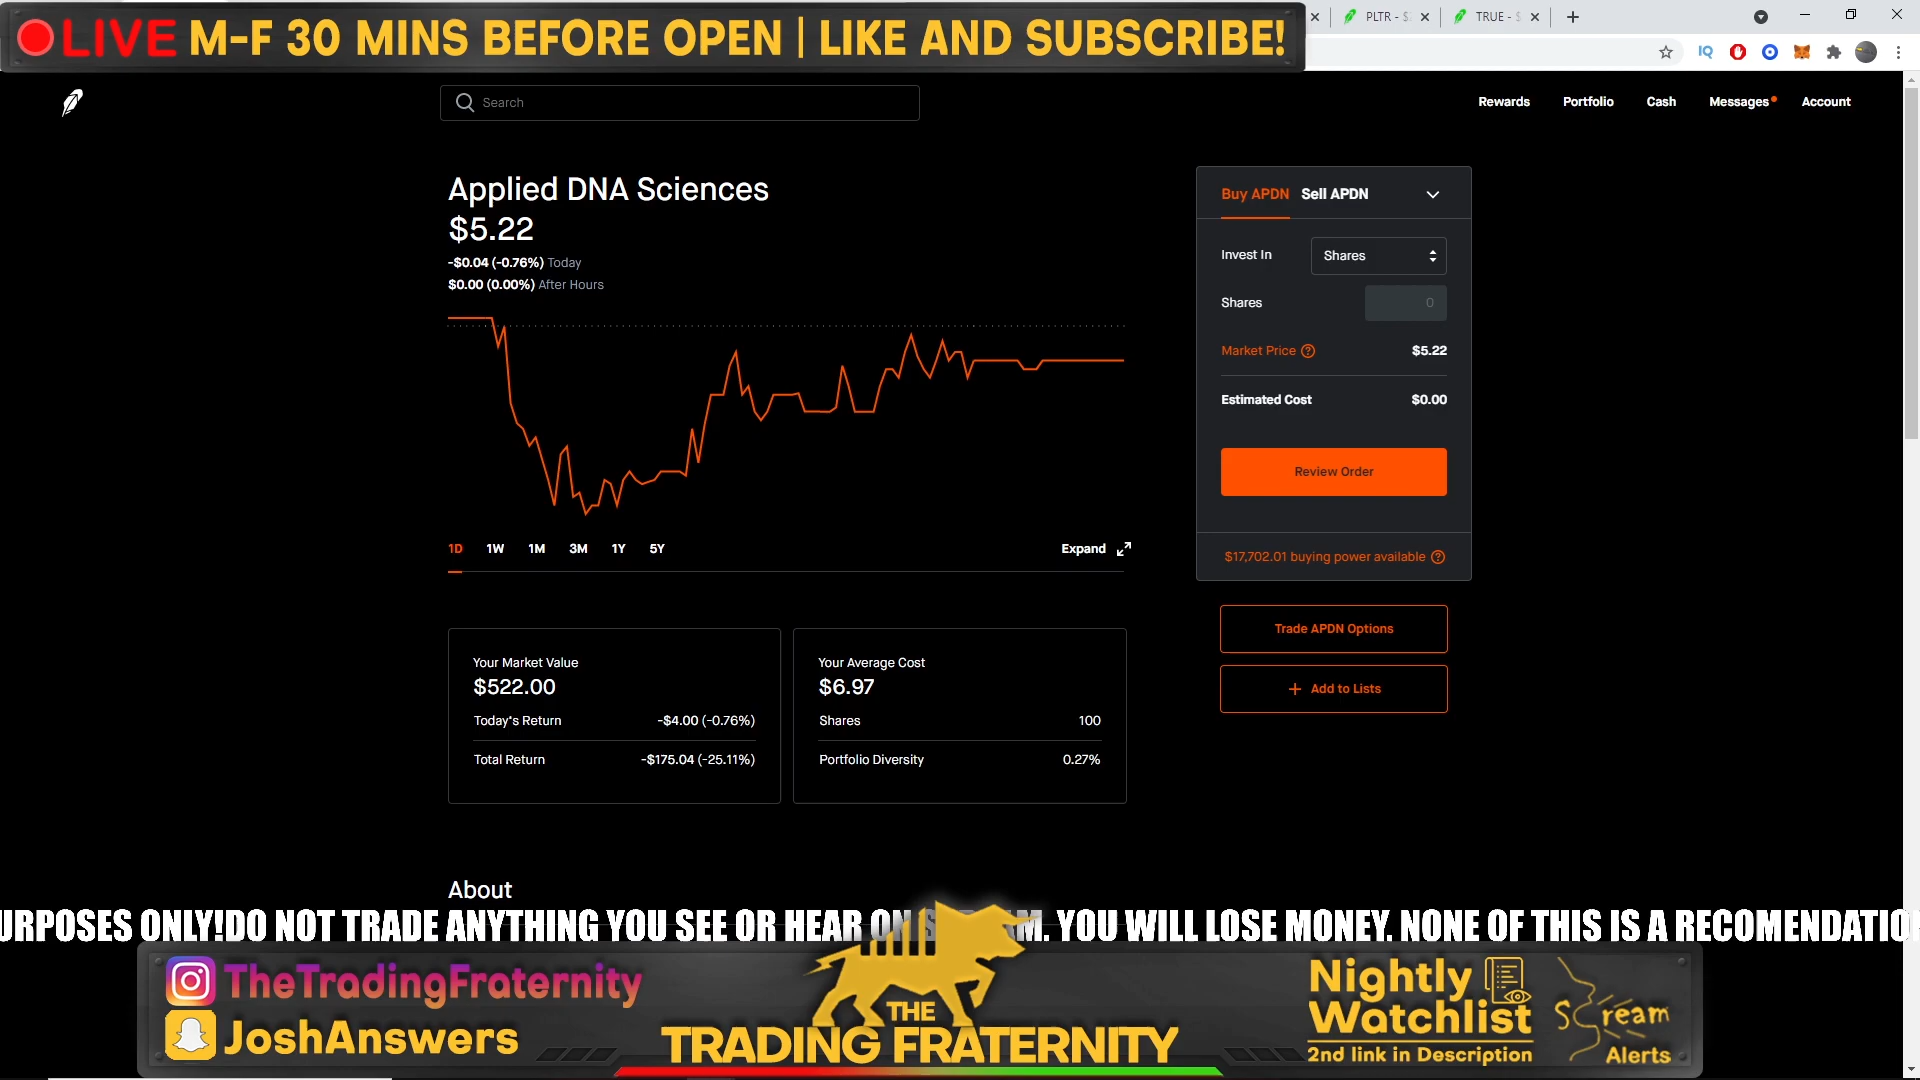 LIVE M-F 30 MINS BEFORE OPEN | LIKE AND SUBSCRIBE!
PLTR - $
TRUE - $
IQ
Search
Rewards Portfolio Cash Messages Account
Applied DNA Sciences
$5.22
-$0.04 (-0.76%) Today
$0.00 (0.00%) After Hours
1D 1W 1M 3M 1Y 5Y
Expand
Buy APDN Sell APDN
Invest In Shares
Shares 0
Market Price $5.22
Estimated Cost $0.00
Review Order
$17,702.01 buying power available
Trade APDN Options
+ Add to Lists
Your Market Value
$522.00
Today's Return -$4.00 (-0.76%)
Total Return -$175.04 (-25.11%)
Your Average Cost
$6.97
Shares 100
Portfolio Diversity 0.27%
About
URPOSES ONLY!DO NOT TRADE ANYTHING YOU SEE OR HEAR ON. YOU WILL LOSE MONEY. NONE OF THIS IS A RECOMENDATIO
TheTradingFraternity
JoshAnswers
THE
TRADING FRATERNITY
Nightly
Watchlist
2nd link in Description
Scream
Alerts